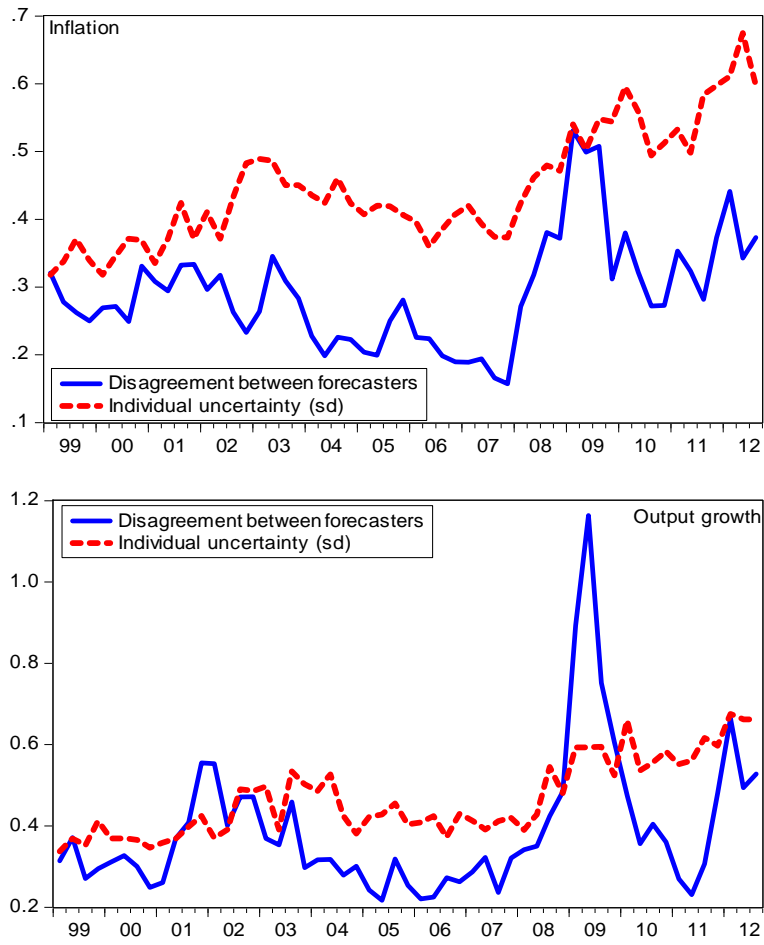 .7
Inflation
.6
.5
.4
.3
.2
Disagreement between forecasters
Individual uncertainty (sd)
.1
99 00 01 02 03 04 05 06 07 08 09 10 11 12
1.2
Disagreement between forecasters
Output growth
Individual uncertainty (sd)
1.0
0.8
0.6
0.4
0.2
99 00 01 02 03 04 05 06 07 08 09 10 11 12